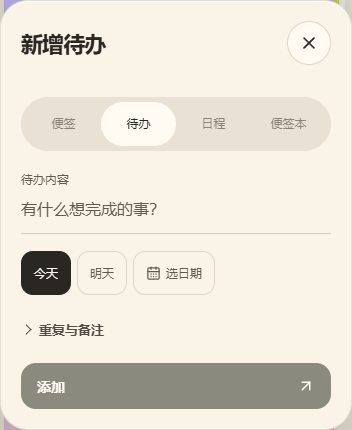 新增待办
便签 待办 日程 便签本
待办内容
有什么想完成的事？
今天 明天 选日期
重复与备注
添加